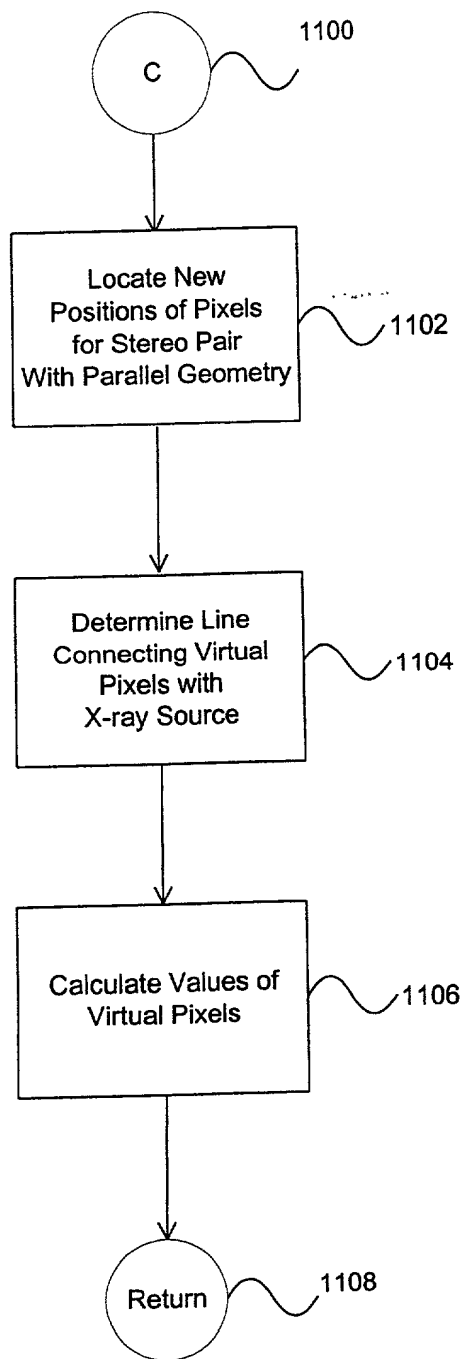 1100
C
Locate New
Positions of Pixels
for Stereo Pair
With Parallel Geometry
1102
Determine Line
Connecting Virtual
Pixels with
X-ray Source
1104
Calculate Values of
Virtual Pixels
1106
Return
1108